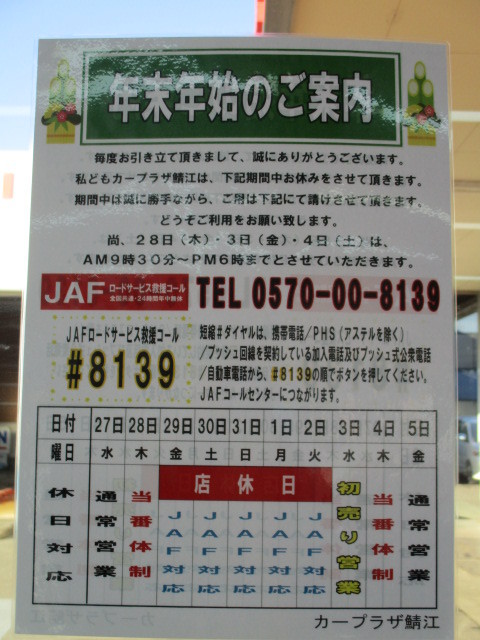 年末年始のご案内
毎度お引き立て頂きまして、誠にありがとうございます。
私どもカープラザ鯖江は、下記期間中お休みをさせて頂きます。
期間中は誠に勝手ながら、ご用は下記にて請けさせて頂きます、
どうぞご利用をお願い致します。
尚、28日(木)・3日(金)・4日(土)は、
AM9時30分〜PM6時までとさせていただきます。
JAF ロードサービス救援コール
全国共通・24時間年中無休
TEL 0570-00-8139
JAFロードサービス救援コール
#8139
短縮#ダイヤルは、携帯電話/PHS(アステルを除く)
/プッシュ回線を契約している加入電話及びプッシュ式公衆電話
/自動車電話から、#8139の順でボタンを押してください。
JAFコールセンターにつながります。
日付 27日 28日 29日 30日 31日 1日 2日 3日 4日 5日
曜日 水 木 金 土 日 月 火 水 木 金
店休日
休日対応 通常営業 当番体制 JAF対応 JAF対応 JAF対応 JAF対応 JAF対応 初売り営業 当番体制 通常営業
カープラザ鯖江